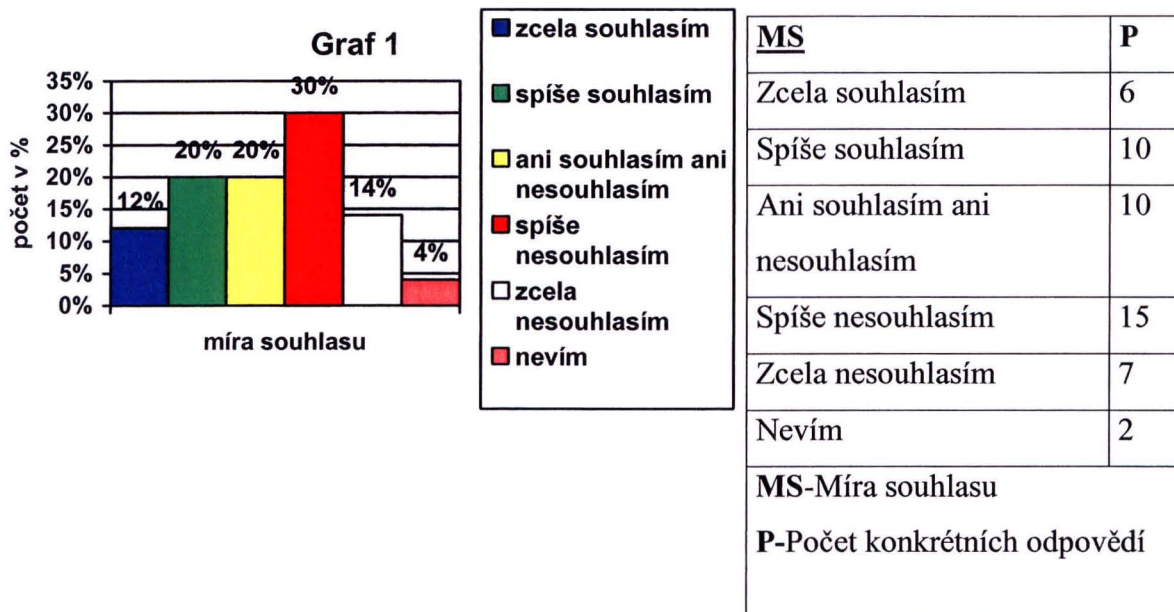 Graf 1
35%
30%
25%
20%
15%
10%
5%
0%
počet v %
12%
20%
20%
30%
14%
4%
míra souhlasu
zcela souhlasím
spíše souhlasím
ani souhlasím ani
nesouhlasím
spíše
nesouhlasím
zcela
nesouhlasím
nevím
MS P
Zcela souhlasím 6
Spíše souhlasím 10
Ani souhlasím ani 10
nesouhlasím
Spíše nesouhlasím 15
Zcela nesouhlasím 7
Nevím 2
MS-Míra souhlasu
P-Počet konkrétních odpovědí